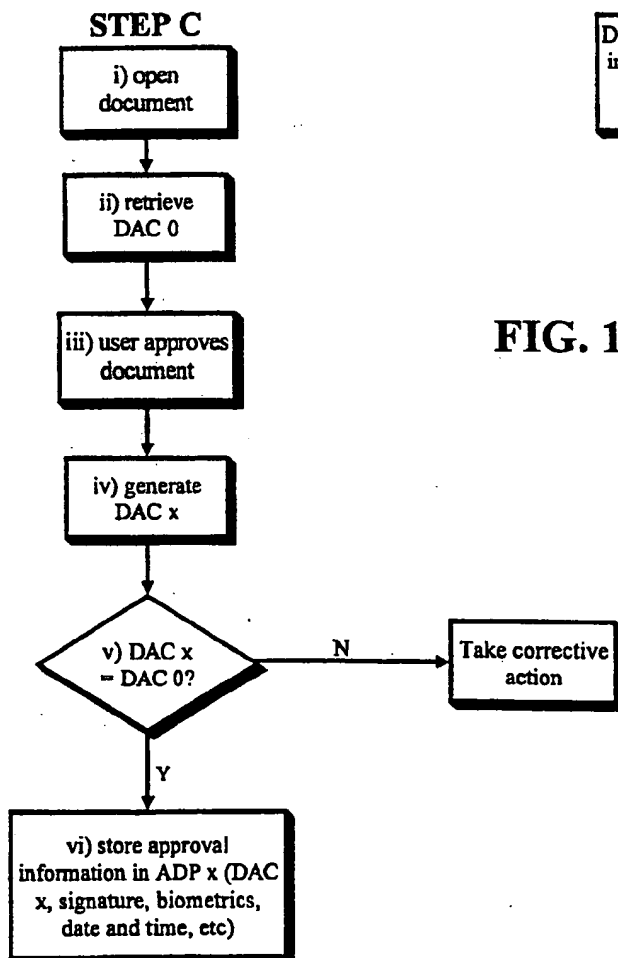 STEP C
i) open
document
ii) retrieve
DAC 0
iii) user approves
document
iv) generate
DAC x
v) DAC x
= DAC 0?
N
Take corrective
action
Y
vi) store approval
information in ADP x (DAC
x, signature, biometrics,
date and time, etc)
FIG. 1